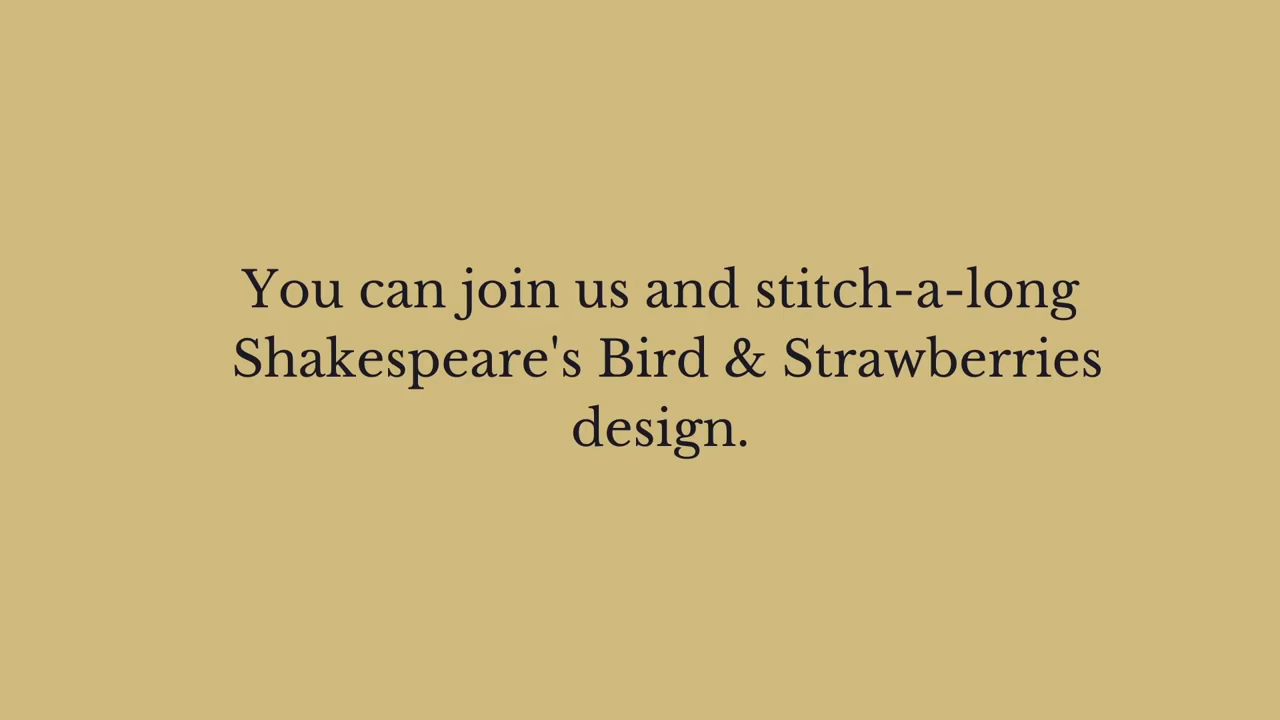 You can join us and stitch-a-long
Shakespeare's Bird & Strawberries
design.